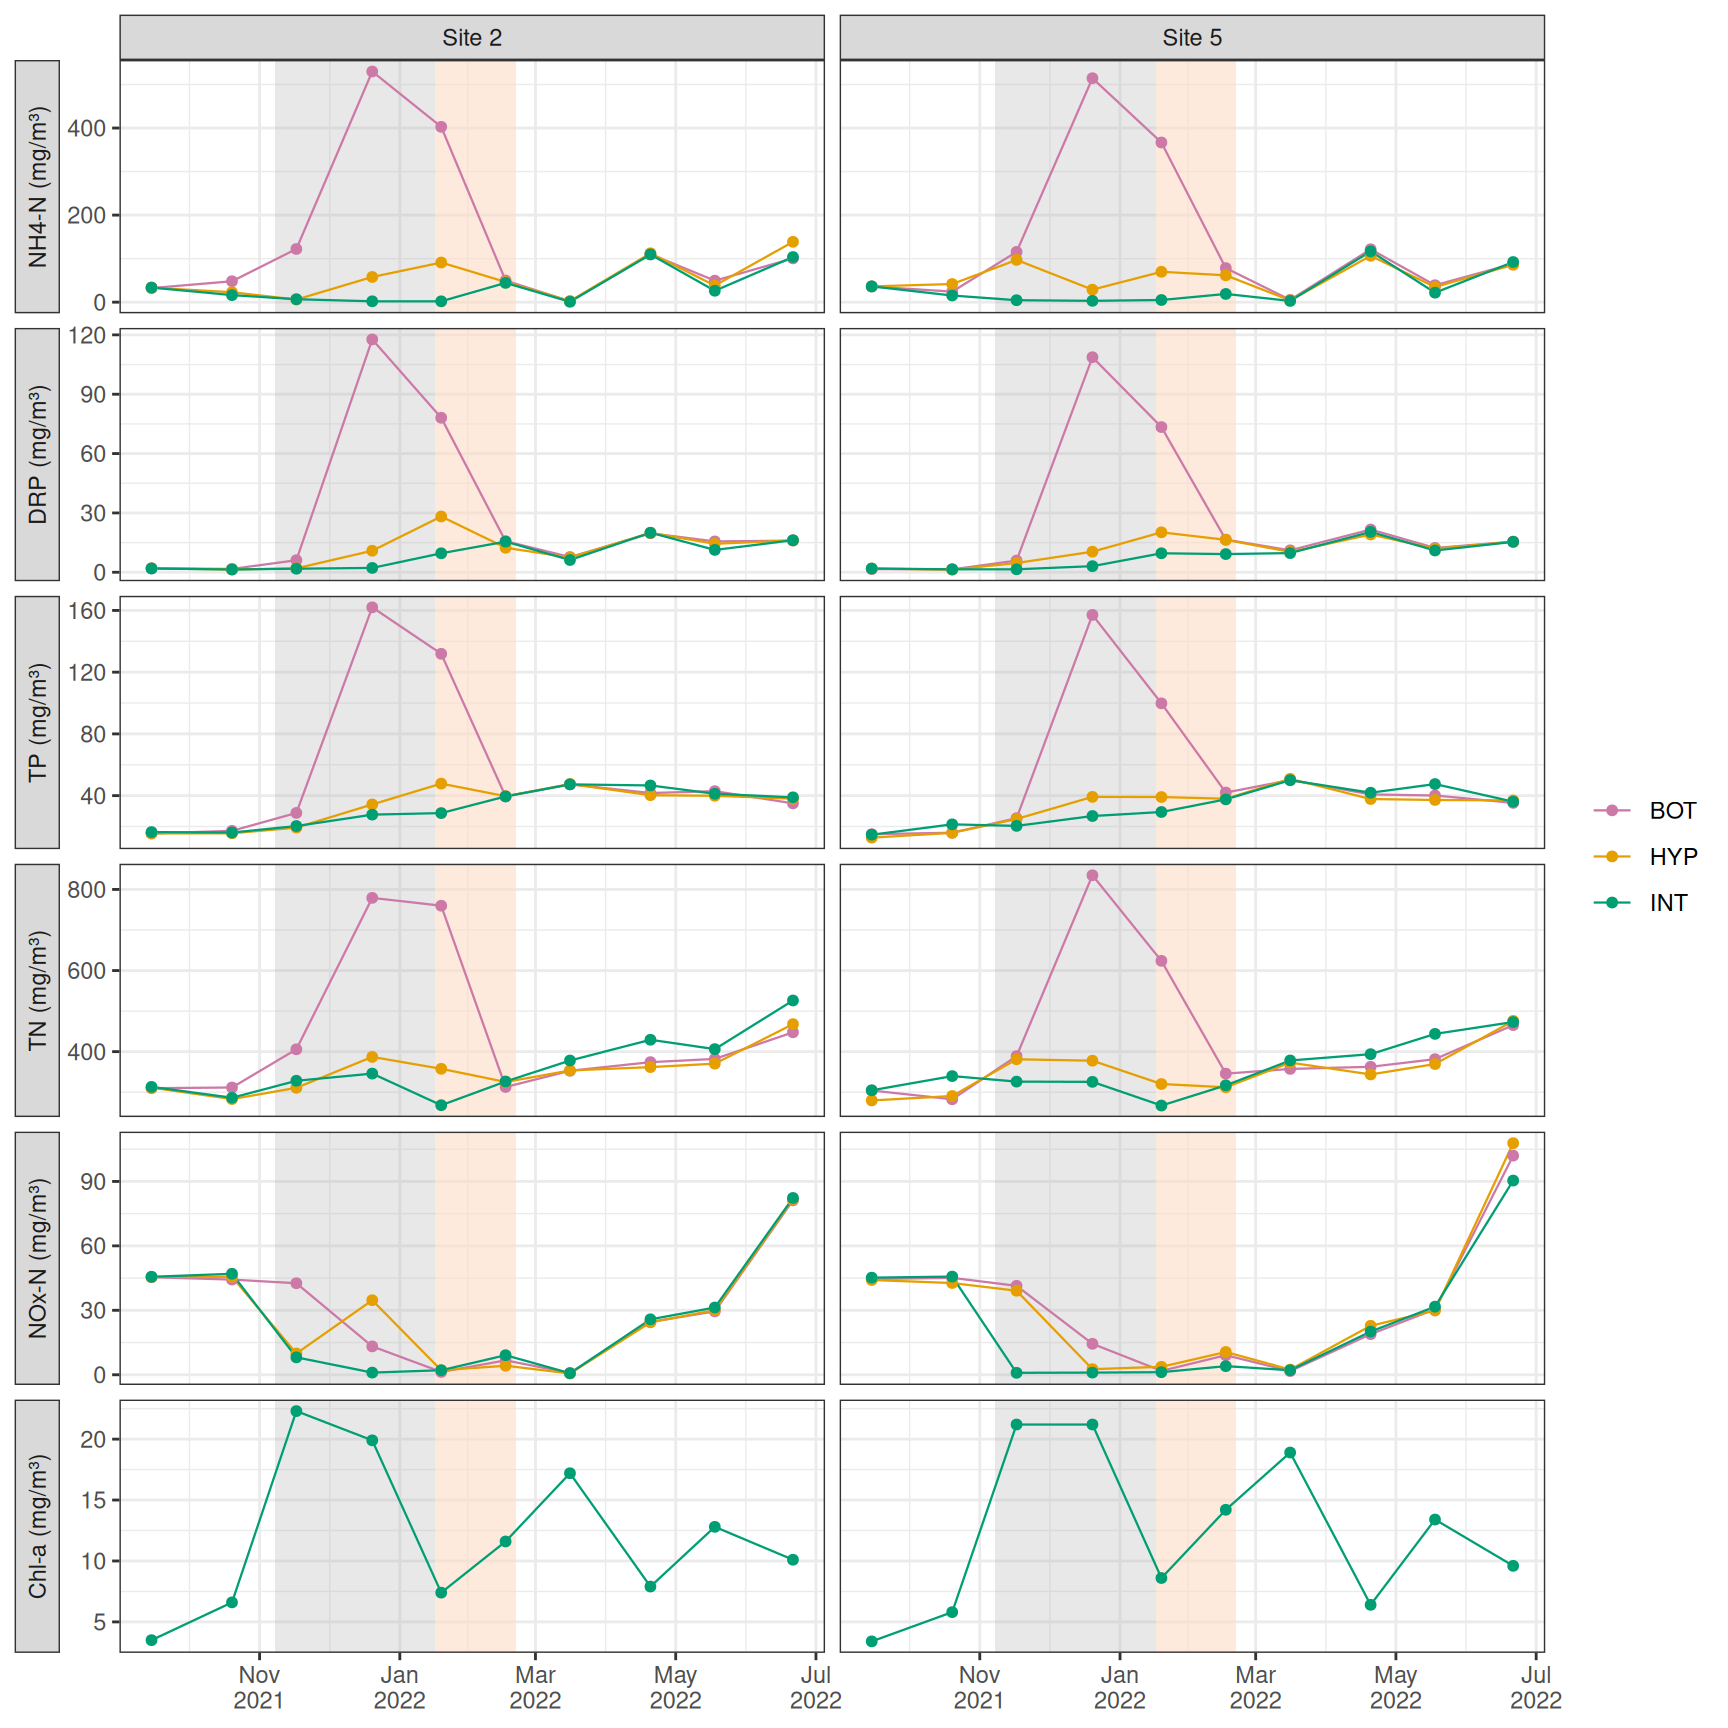 Site 2
Site 5
NH4-N (mg/m³)
400
200
0
DRP (mg/m³)
120
90
60
30
0
TP (mg/m³)
160
120
80
40
TN (mg/m³)
800
600
400
NOx-N (mg/m³)
90
60
30
0
Chl-a (mg/m³)
20
15
10
5
Nov
2021
Jan
2022
Mar
2022
May
2022
Jul
2022
Nov
2021
Jan
2022
Mar
2022
May
2022
Jul
2022
BOT
HYP
INT